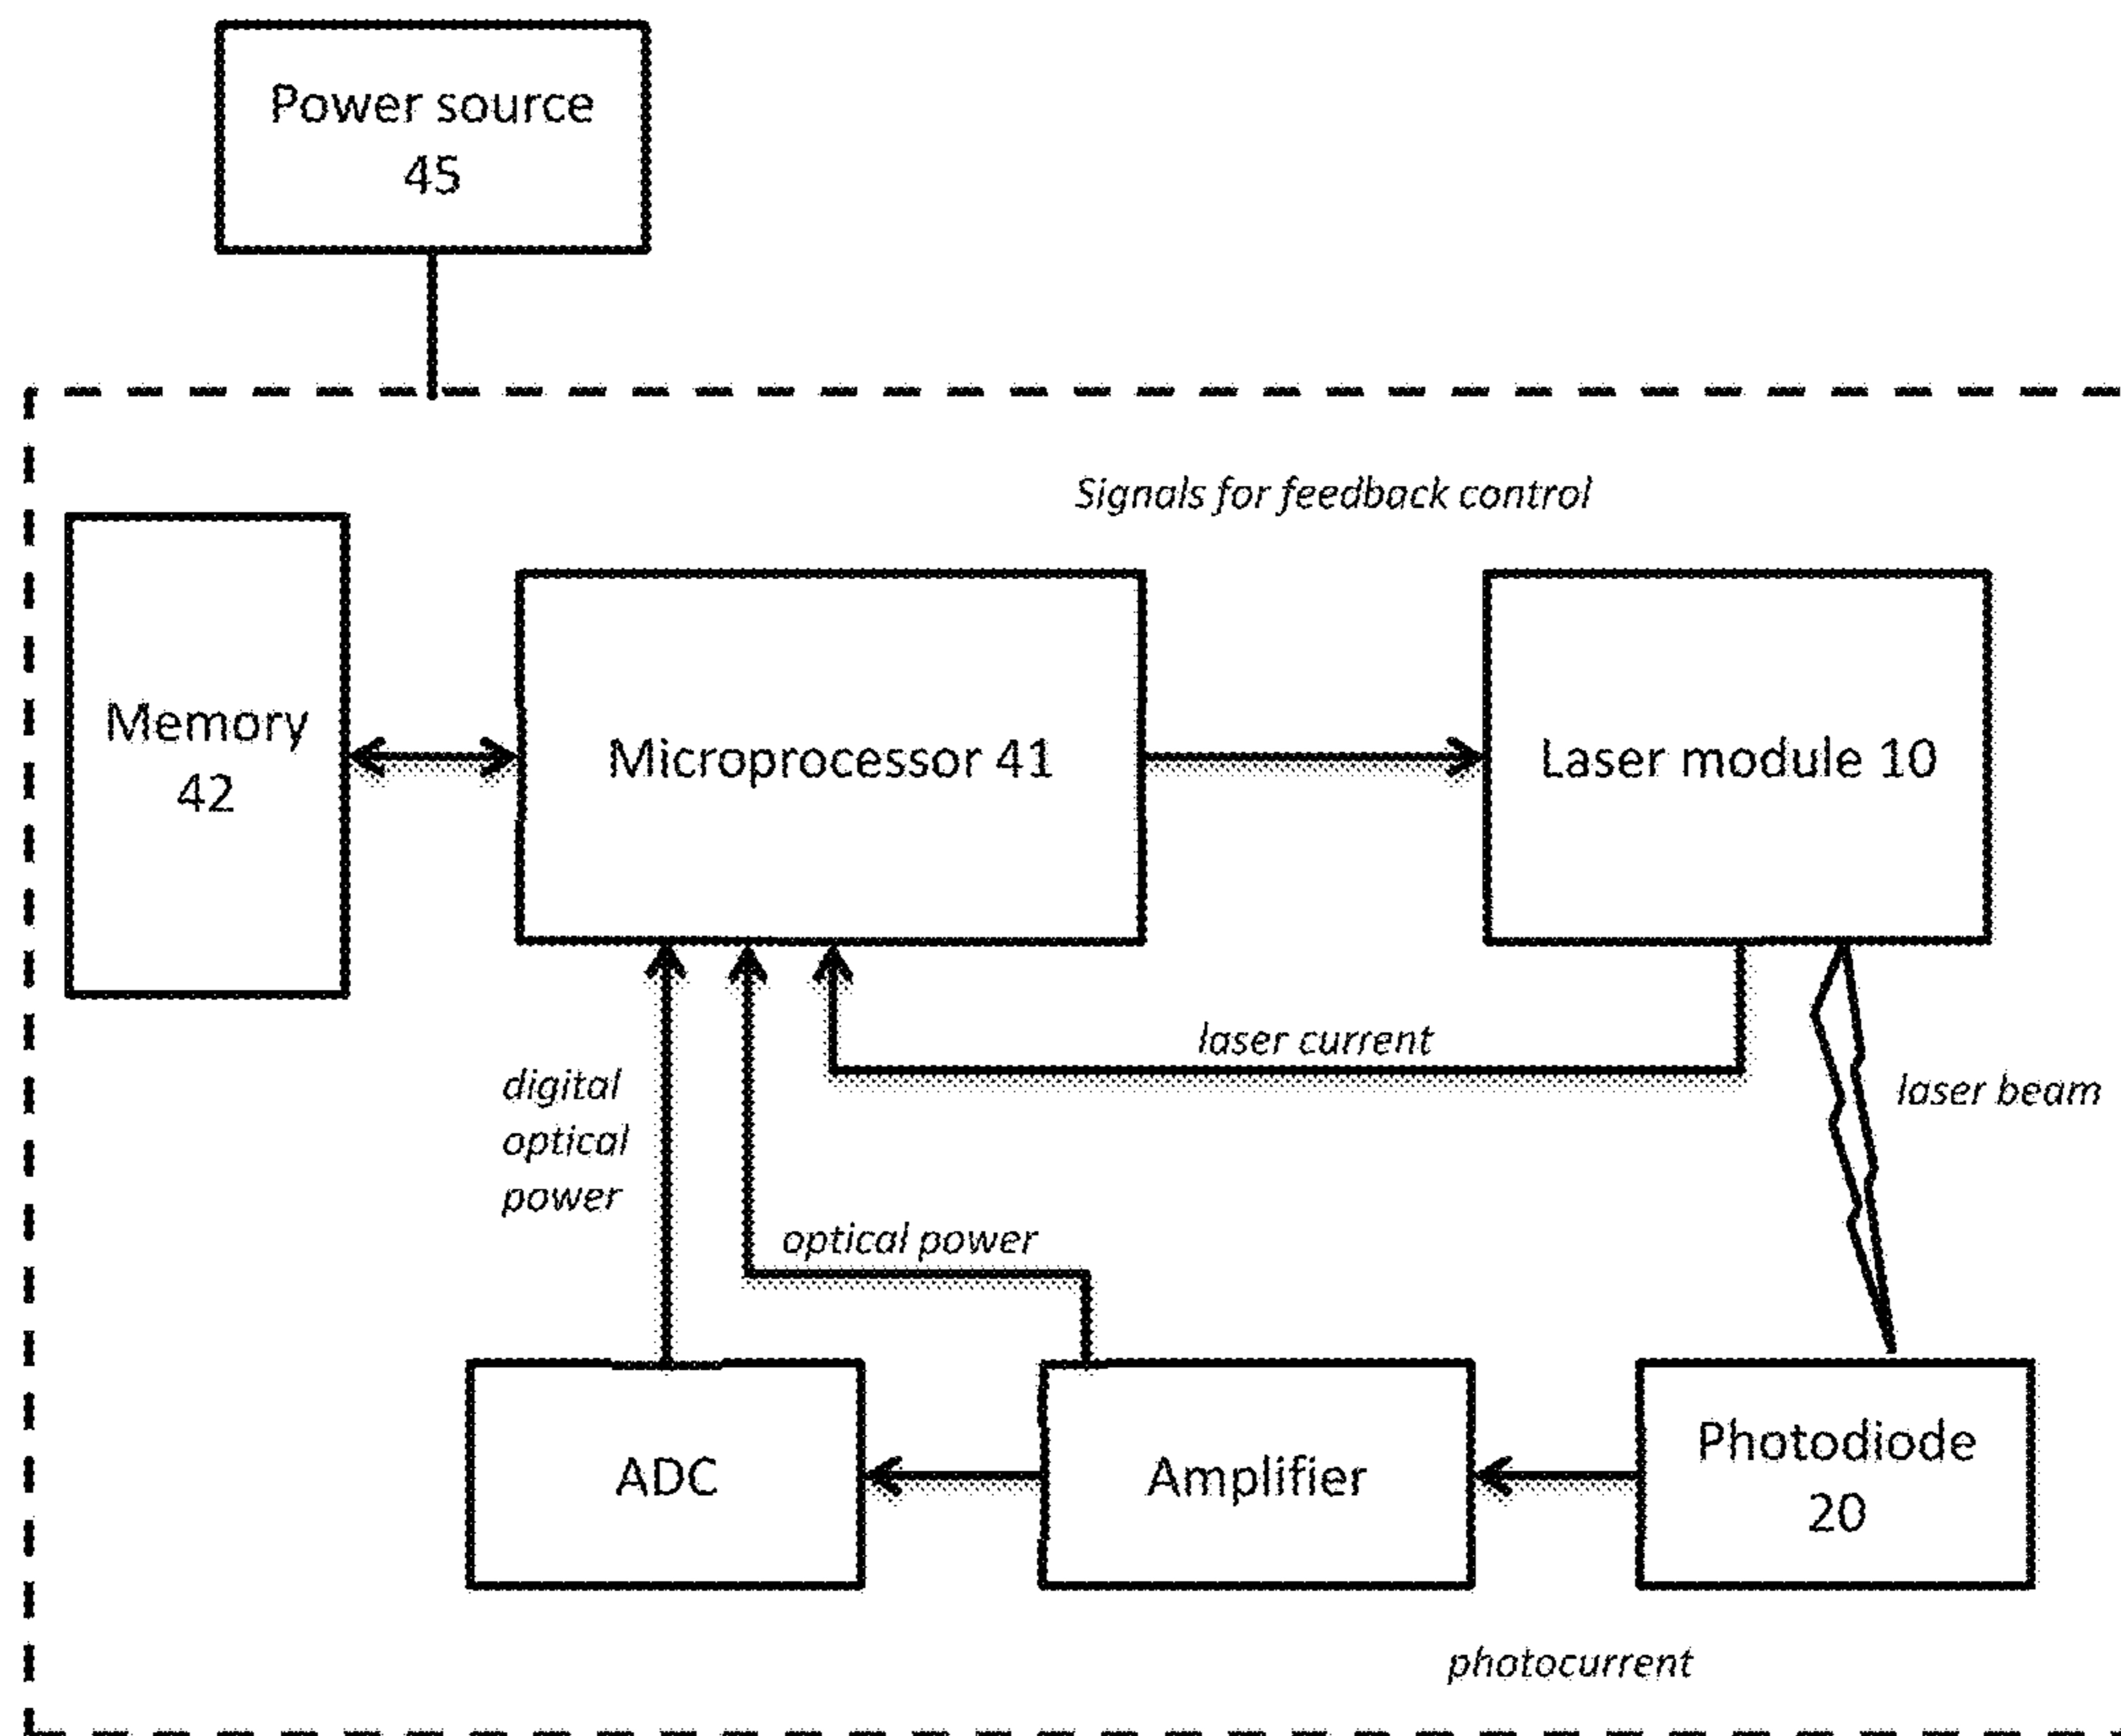 Power source
45
Signals for feedback control
Memory
42
Microprocessor 41
Laser module 10
laser current
digital
optical
power
laser beam
optical power
ADC
Amplifier
Photodiode
20
photocurrent